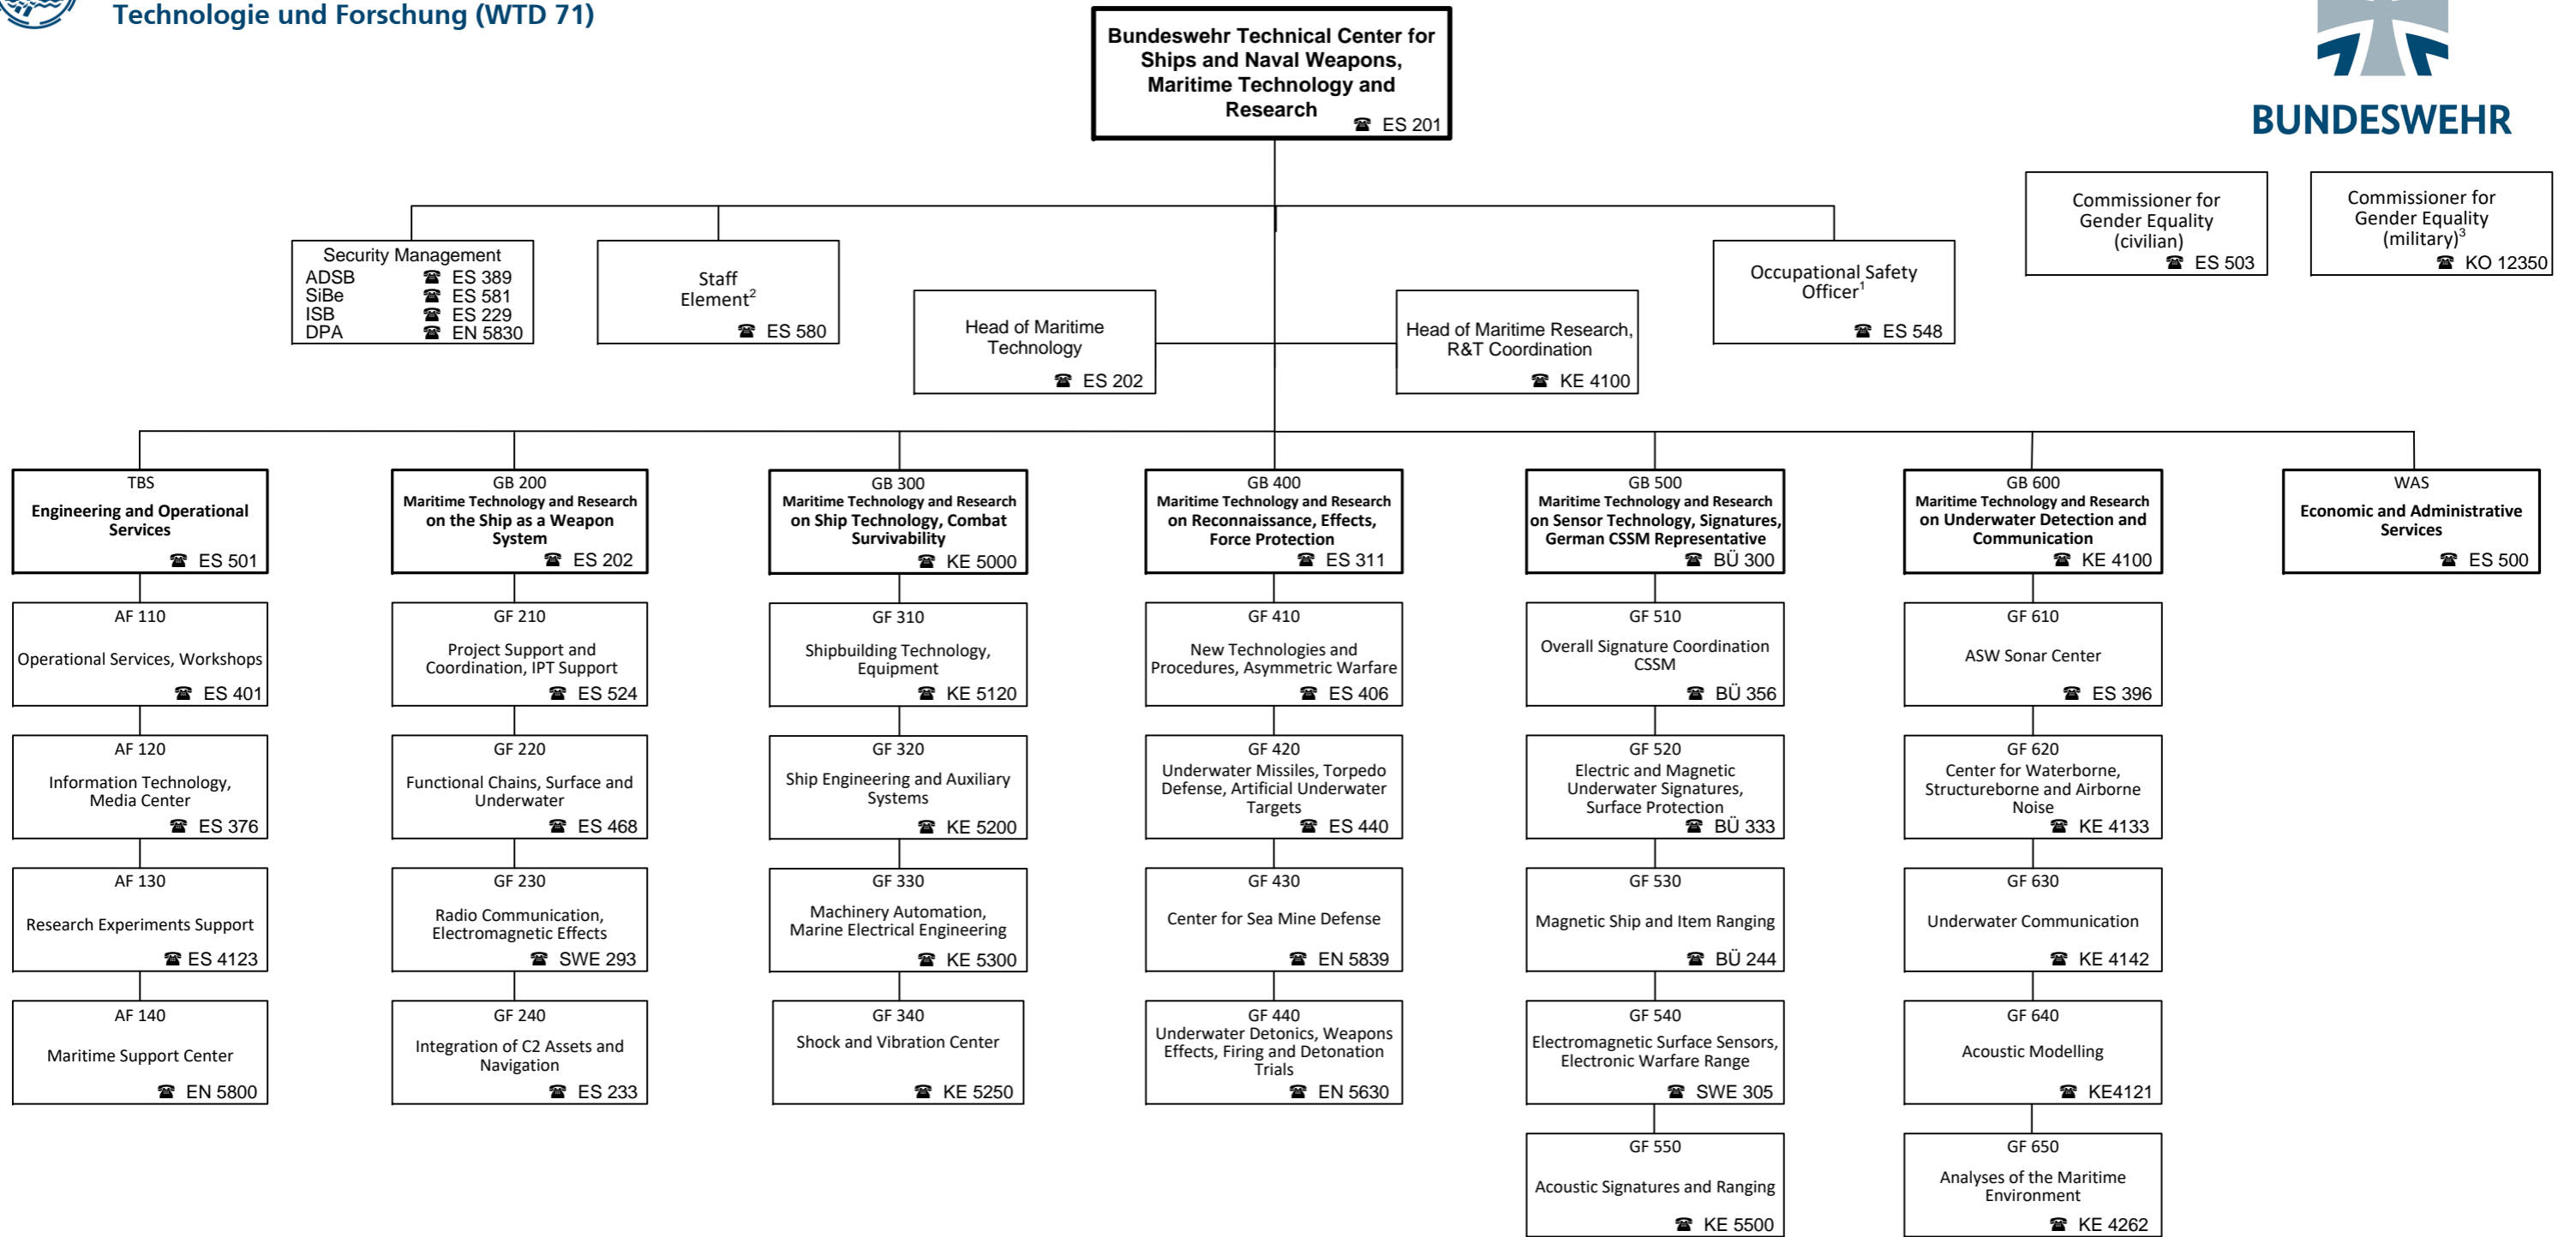 Technologie und Forschung (WTD 71)
Bundeswehr Technical Center for
Ships and Naval Weapons,
Maritime Technology and
Research
☎ ES 201
BUNDESWEHR
Commissioner for
Gender Equality
(civilian)
☎ ES 503
Commissioner for
Gender Equality
(military)³
☎ KO 12350
Security Management
ADSB ☎ ES 389
SiBe ☎ ES 581
ISB ☎ ES 229
DPA ☎ EN 5830
Staff
Element²
☎ ES 580
Head of Maritime
Technology
☎ ES 202
Head of Maritime Research,
R&T Coordination
☎ KE 4100
Occupational Safety
Officer¹
☎ ES 548
TBS
Engineering and Operational
Services
☎ ES 501
AF 110
Operational Services, Workshops
☎ ES 401
AF 120
Information Technology,
Media Center
☎ ES 376
AF 130
Research Experiments Support
☎ ES 4123
AF 140
Maritime Support Center
☎ EN 5800
GB 200
Maritime Technology and Research
on the Ship as a Weapon
System
☎ ES 202
GF 210
Project Support and
Coordination, IPT Support
☎ ES 524
GF 220
Functional Chains, Surface and
Underwater
☎ ES 468
GF 230
Radio Communication,
Electromagnetic Effects
☎ SWE 293
GF 240
Integration of C2 Assets and
Navigation
☎ ES 233
GB 300
Maritime Technology and Research
on Ship Technology, Combat
Survivability
☎ KE 5000
GF 310
Shipbuilding Technology,
Equipment
☎ KE 5120
GF 320
Ship Engineering and Auxiliary
Systems
☎ KE 5200
GF 330
Machinery Automation,
Marine Electrical Engineering
☎ KE 5300
GF 340
Shock and Vibration Center
☎ KE 5250
GB 400
Maritime Technology and Research
on Reconnaissance, Effects,
Force Protection
☎ ES 311
GF 410
New Technologies and
Procedures, Asymmetric Warfare
☎ ES 406
GF 420
Underwater Missiles, Torpedo
Defense, Artificial Underwater
Targets
☎ ES 440
GF 430
Center for Sea Mine Defense
☎ EN 5839
GF 440
Underwater Detonics, Weapons
Effects, Firing and Detonation
Trials
☎ EN 5630
GB 500
Maritime Technology and Research
on Sensor Technology, Signatures,
German CSSM Representative
☎ BÜ 300
GF 510
Overall Signature Coordination
CSSM
☎ BÜ 356
GF 520
Electric and Magnetic
Underwater Signatures,
Surface Protection
☎ BÜ 333
GF 530
Magnetic Ship and Item Ranging
☎ BÜ 244
GF 540
Electromagnetic Surface Sensors,
Electronic Warfare Range
☎ SWE 305
GF 550
Acoustic Signatures and Ranging
☎ KE 5500
GB 600
Maritime Technology and Research
on Underwater Detection and
Communication
☎ KE 4100
GF 610
ASW Sonar Center
☎ ES 396
GF 620
Center for Waterborne,
Structureborne and Airborne
Noise
☎ KE 4133
GF 630
Underwater Communication
☎ KE 4142
GF 640
Acoustic Modelling
☎ KE4121
GF 650
Analyses of the Maritime
Environment
☎ KE 4262
WAS
Economic and Administrative
Services
☎ ES 500